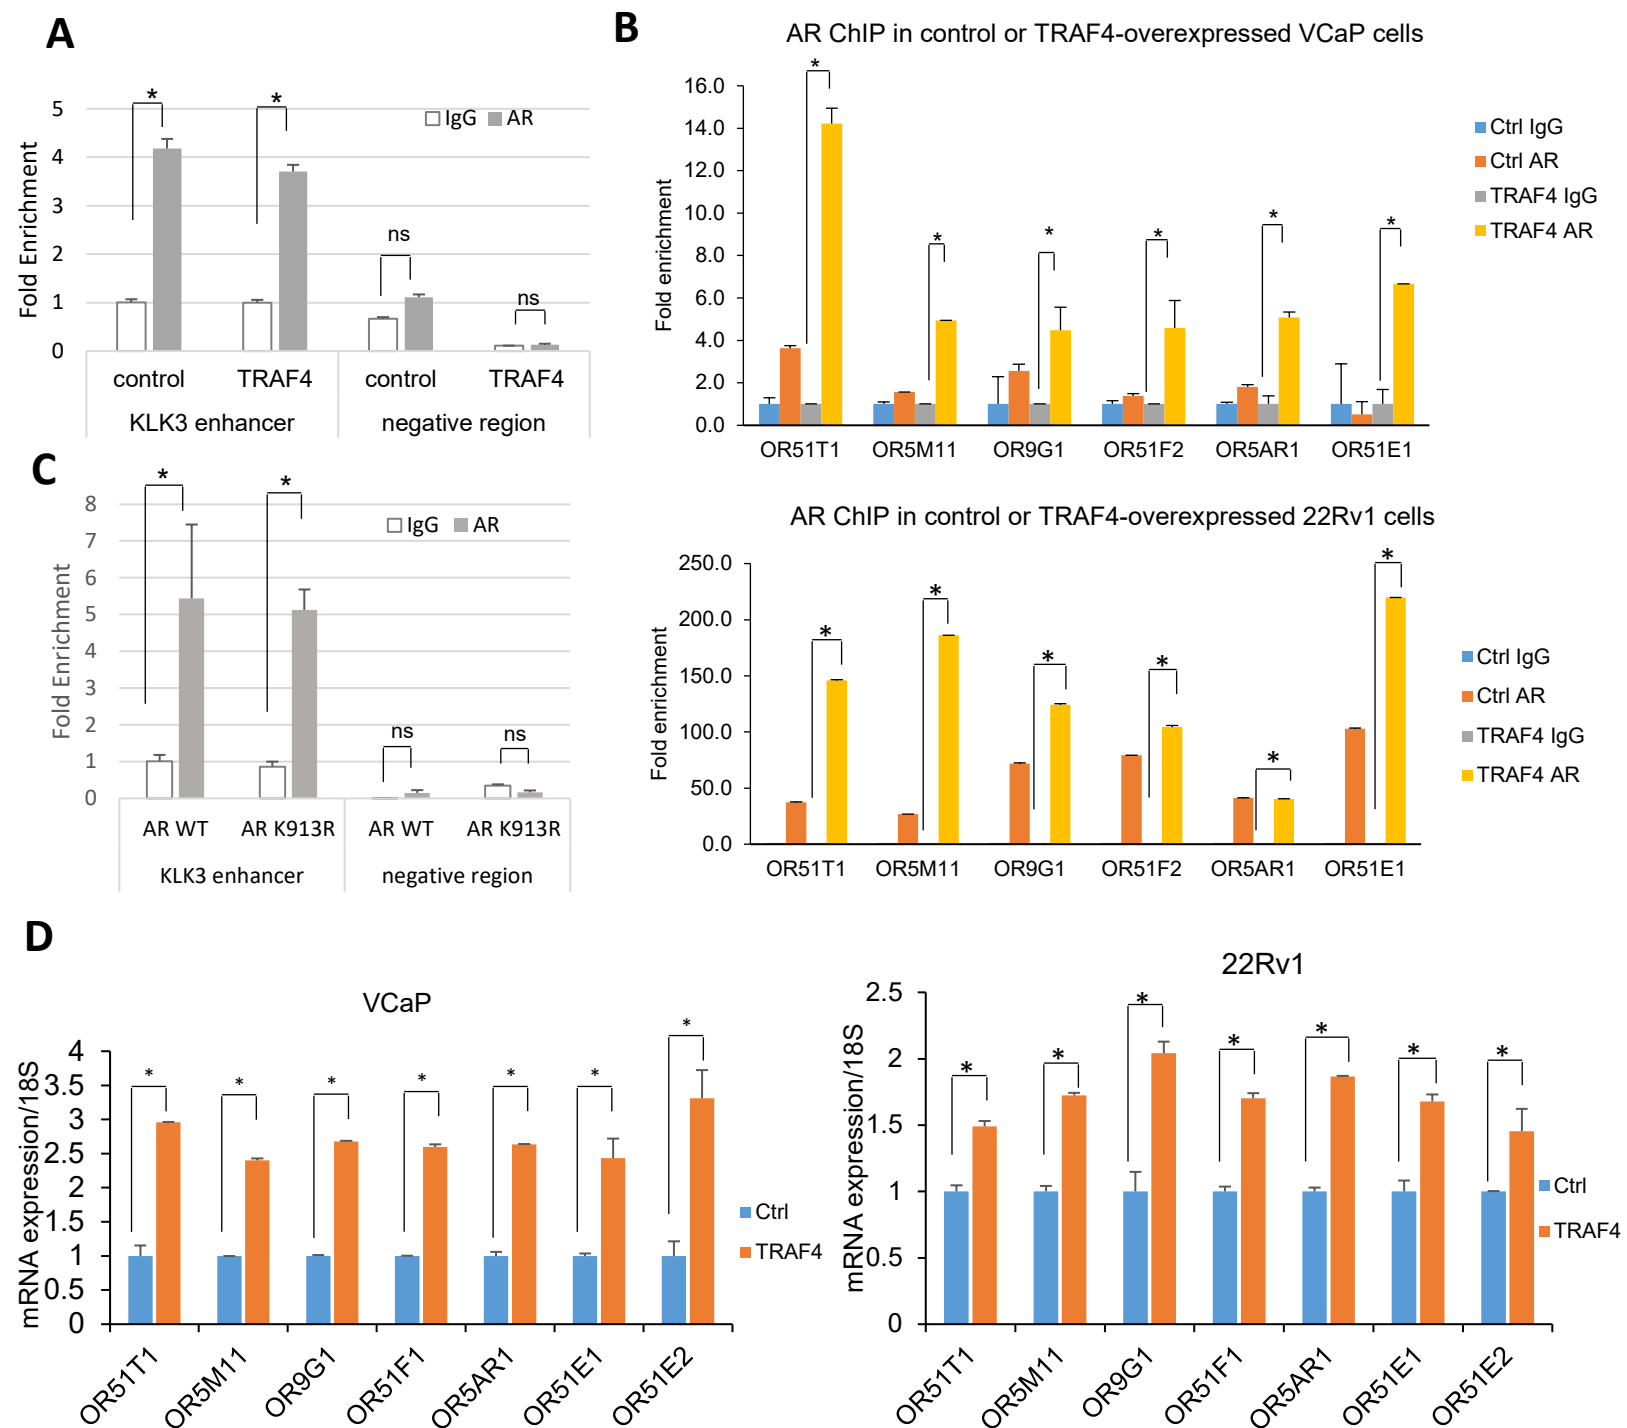 A
* *
IgG AR
5
4
3
2
1
0
Fold Enrichment
ns
ns
control TRAF4 control TRAF4
KLK3 enhancer negative region
B
AR ChIP in control or TRAF4-overexpressed VCaP cells
16.0
14.0
12.0
10.0
8.0
6.0
4.0
2.0
0.0
Fold enrichment
* * * * * *
OR51T1 OR5M11 OR9G1 OR51F2 OR5AR1 OR51E1
Ctrl IgG
Ctrl AR
TRAF4 IgG
TRAF4 AR
AR ChIP in control or TRAF4-overexpressed 22Rv1 cells
250.0
200.0
150.0
100.0
50.0
0.0
Fold enrichment
* * * * * *
OR51T1 OR5M11 OR9G1 OR51F2 OR5AR1 OR51E1
Ctrl IgG
Ctrl AR
TRAF4 IgG
TRAF4 AR
C
* *
IgG AR
8
7
6
5
4
3
2
1
0
Fold Enrichment
ns ns
AR WT AR K913R AR WT AR K913R
KLK3 enhancer negative region
D
VCaP
4
3.5
3
2.5
2
1.5
1
0.5
0
mRNA expression/18S
* * * * * * *
OR51T1 OR5M11 OR9G1 OR51F1 OR5AR1 OR51E1 OR51E2
Ctrl
TRAF4
22Rv1
2.5
2
1.5
1
0.5
0
mRNA expression/18S
* * * * * * *
OR51T1 OR5M11 OR9G1 OR51F1 OR5AR1 OR51E1 OR51E2
Ctrl
TRAF4